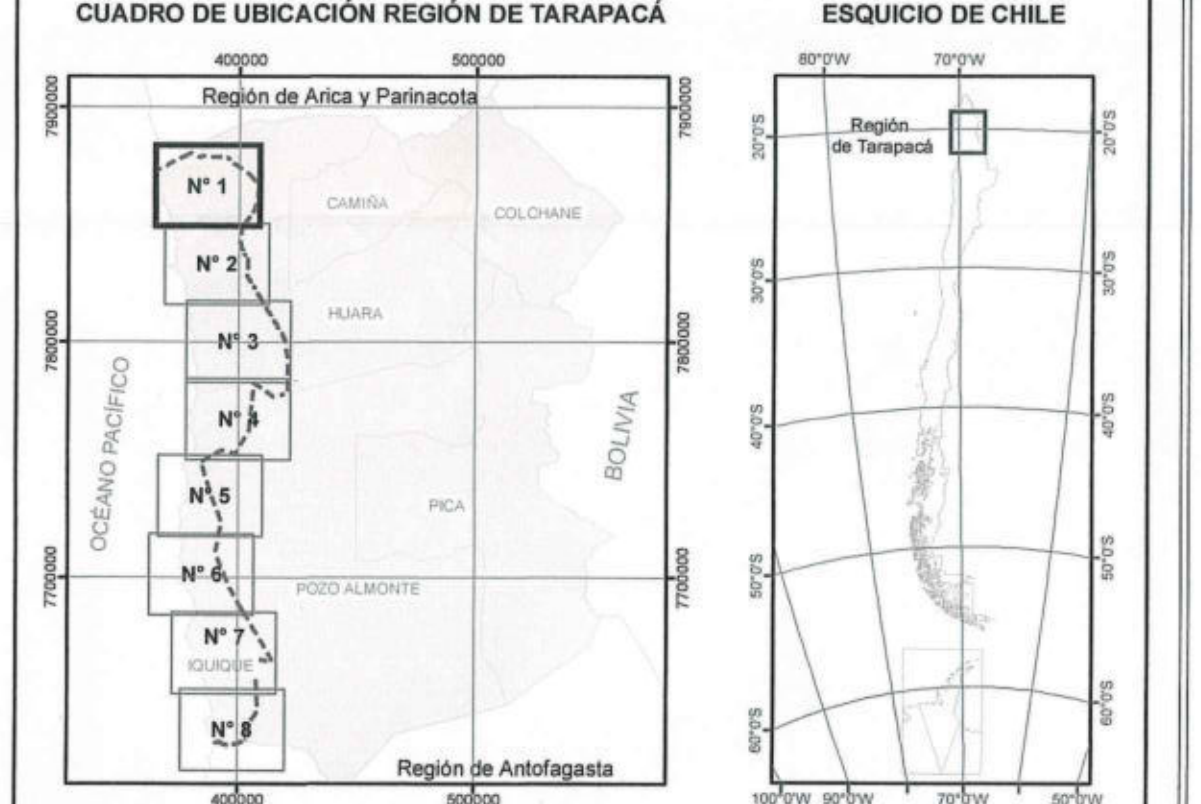 CUADRO DE UBICACIÓN REGIÓN DE TARAPACÁ
400000 500000
7900000 7900000
Región de Arica y Parinacota
N° 1
CAMIÑA
COLCHANE
N° 2
HUARA
N° 3
7800000 7800000
OCÉANO PACÍFICO
N° 4
BOLIVIA
N° 5
PICA
N° 6
7700000 7700000
POZO ALMONTE
N° 7
IQUIQUE
N° 8
Región de Antofagasta
400000 500000
ESQUICIO DE CHILE
80°0'W 70°0'W
Región
de Tarapacá
20°0'S 20°0'S
30°0'S 30°0'S
40°0'S 40°0'S
50°0'S 50°0'S
60°0'S 60°0'S
100°0'W 90°0'W 70°0'W 50°0'W